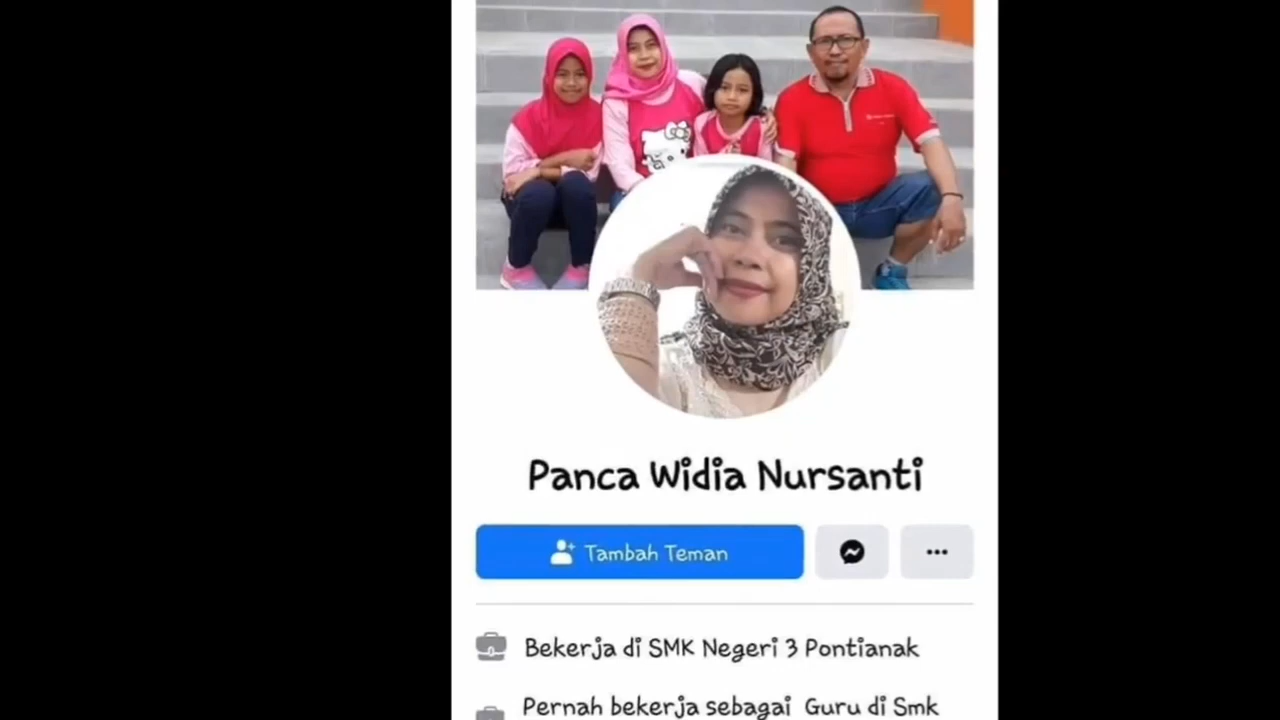 Panca Widia Nursanti
Tambah Teman
Bekerja di SMK Negeri 3 Pontianak
Pernah bekerja sebagai Guru di Smk